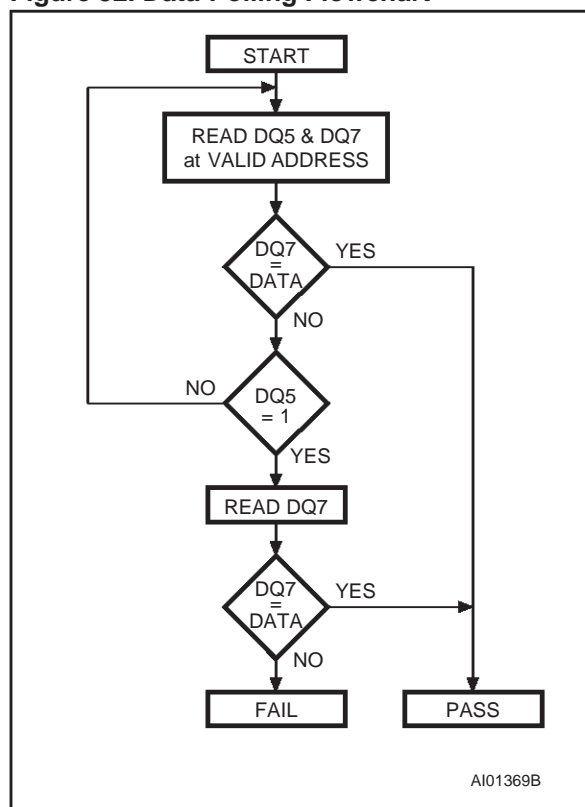 Figure Data Polling Flowchart
START
READ DQ5 & DQ7
at VALID ADDRESS
DQ7
=
DATA
YES
NO
DQ5
= 1
NO
YES
READ DQ7
DQ7
=
DATA
YES
NO
FAIL
PASS
AI01369B